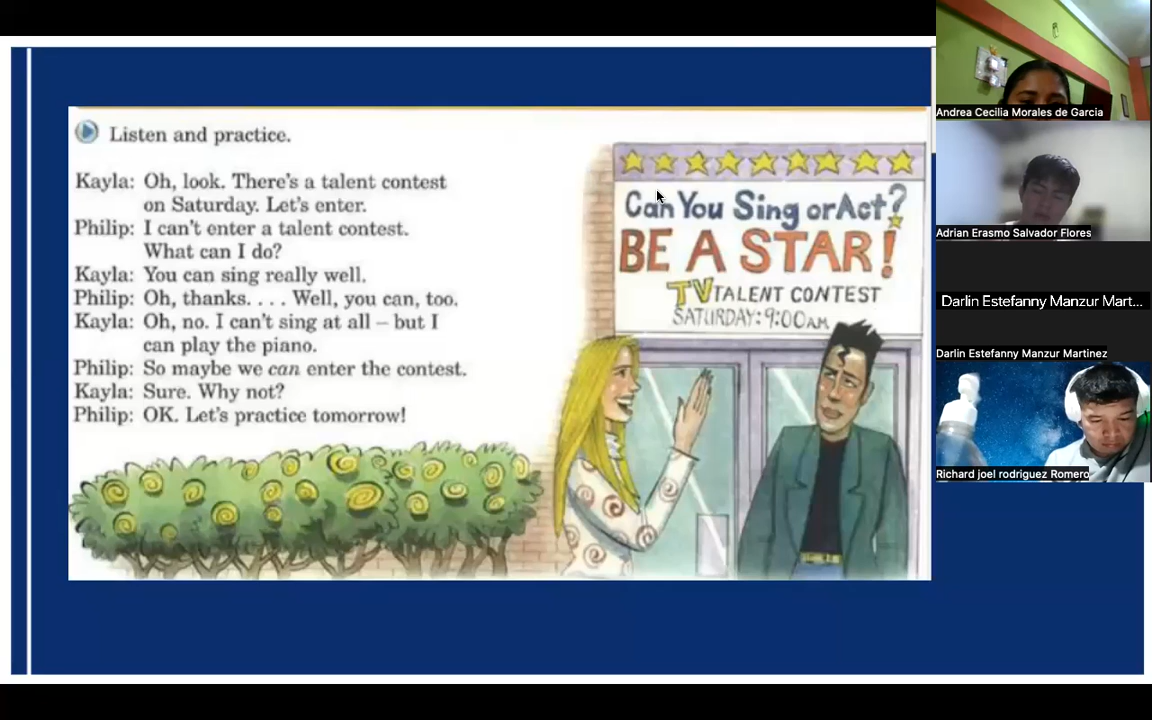 Listen and practice.
Kayla: Oh, look. There's a talent contest
on Saturday. Let's enter.
Philip: I can't enter a talent contest.
What can I do?
Kayla: You can sing really well.
Philip: Oh, thanks. . . . Well, you can, too.
Kayla: Oh, no. I can't sing at all – but I
can play the piano.
Philip: So maybe we can enter the contest.
Kayla: Sure. Why not?
Philip: OK. Let's practice tomorrow!
Can You Sing or Act?
BE A STAR!
TV TALENT CONTEST
SATURDAY: 9:00 AM
Andrea Cecilia Morales de Garcia
Adrian Erasmo Salvador Flores
Darlin Estefanny Manzur Mart...
Darlin Estefanny Manzur Martinez
Richard joel rodriguez Romero